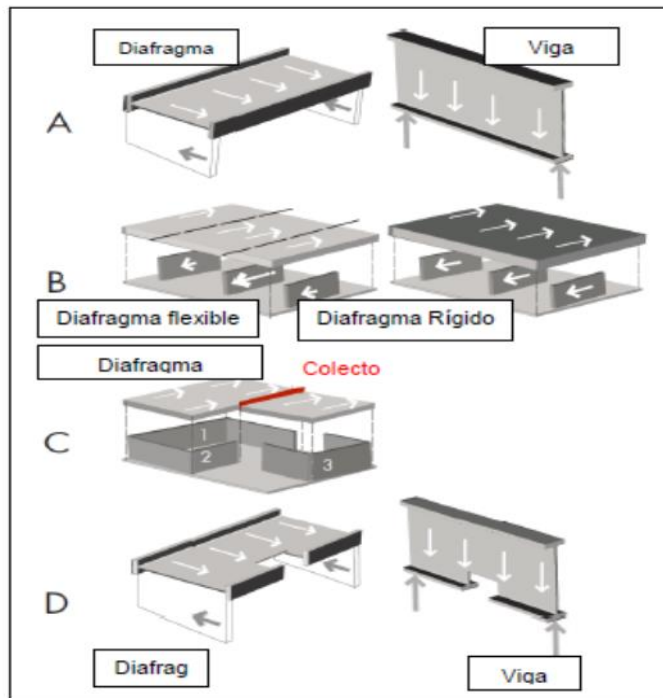 Diafragma
Viga
A
B
Diafragma flexible
Diafragma Rígido
Diafragma
Colecto
C
1
2
3
D
Diafrag
Viga